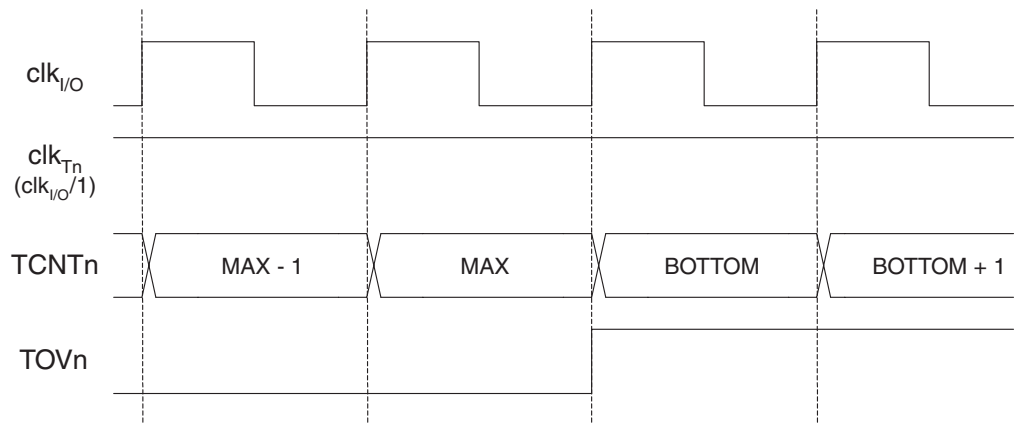 clkI/O
clkTn
(clkI/O/1)
TCNTn
MAX - 1
MAX
BOTTOM
BOTTOM + 1
TOVn